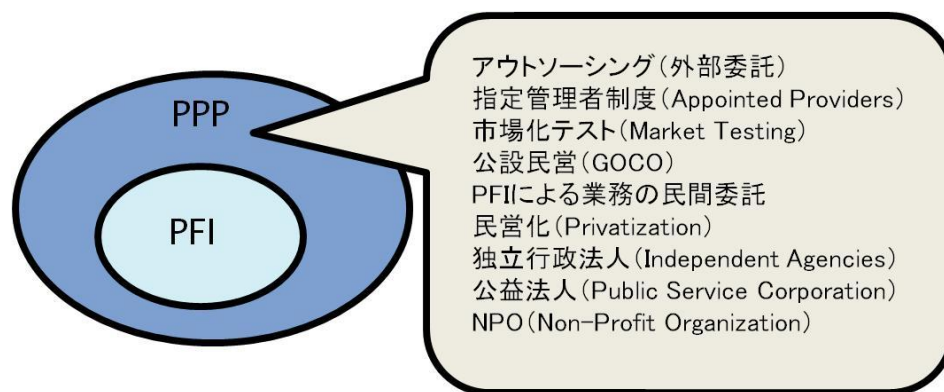 PPP
PFI
アウトソーシング(外部委託)
指定管理者制度(Appointed Providers)
市場化テスト(Market Testing)
公設民営(GOCO)
PFIによる業務の民間委託
民営化(Privatization)
独立行政法人(Independent Agencies)
公益法人(Public Service Corporation)
NPO(Non-Profit Organization)